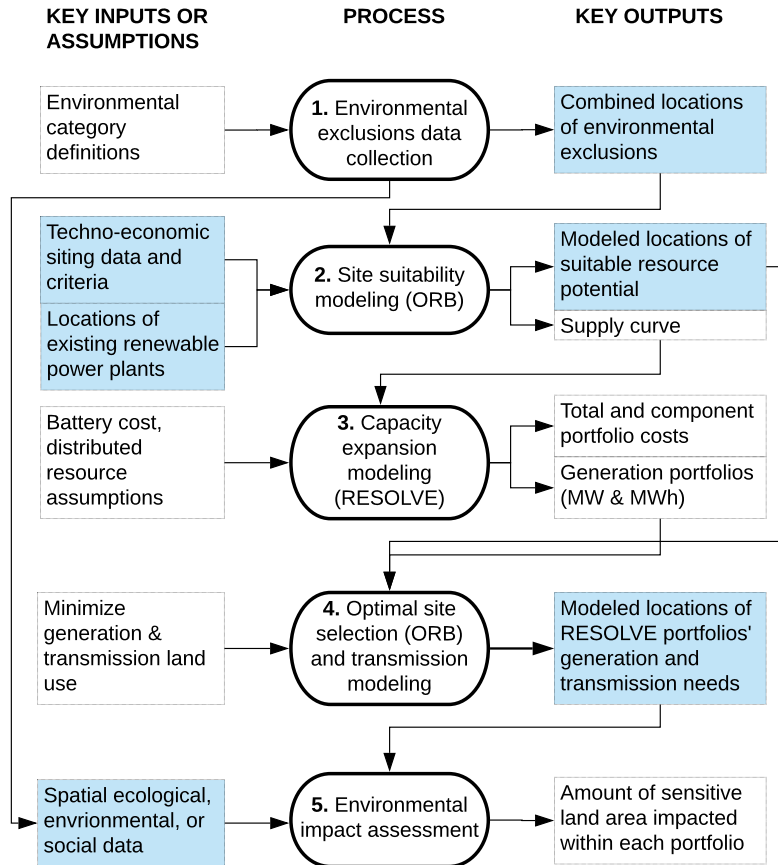 KEY INPUTS OR
ASSUMPTIONS
PROCESS
KEY OUTPUTS
Environmental
category
definitions
1. Environmental
exclusions data
collection
Combined locations
of environmental
exclusions
Techno-economic
siting data and
criteria
Locations of
existing renewable
power plants
2. Site suitability
modeling (ORB)
Modeled locations of
suitable resource
potential
Supply curve
Battery cost,
distributed
resource
assumptions
3. Capacity
expansion
modeling
(RESOLVE)
Total and component
portfolio costs
Generation portfolios
(MW & MWh)
Minimize
generation &
transmission land
use
4. Optimal site
selection (ORB)
and transmission
modeling
Modeled locations of
RESOLVE portfolios'
generation and
transmission needs
Spatial ecological,
envrionmental, or
social data
5. Environmental
impact assessment
Amount of sensitive
land area impacted
within each portfolio